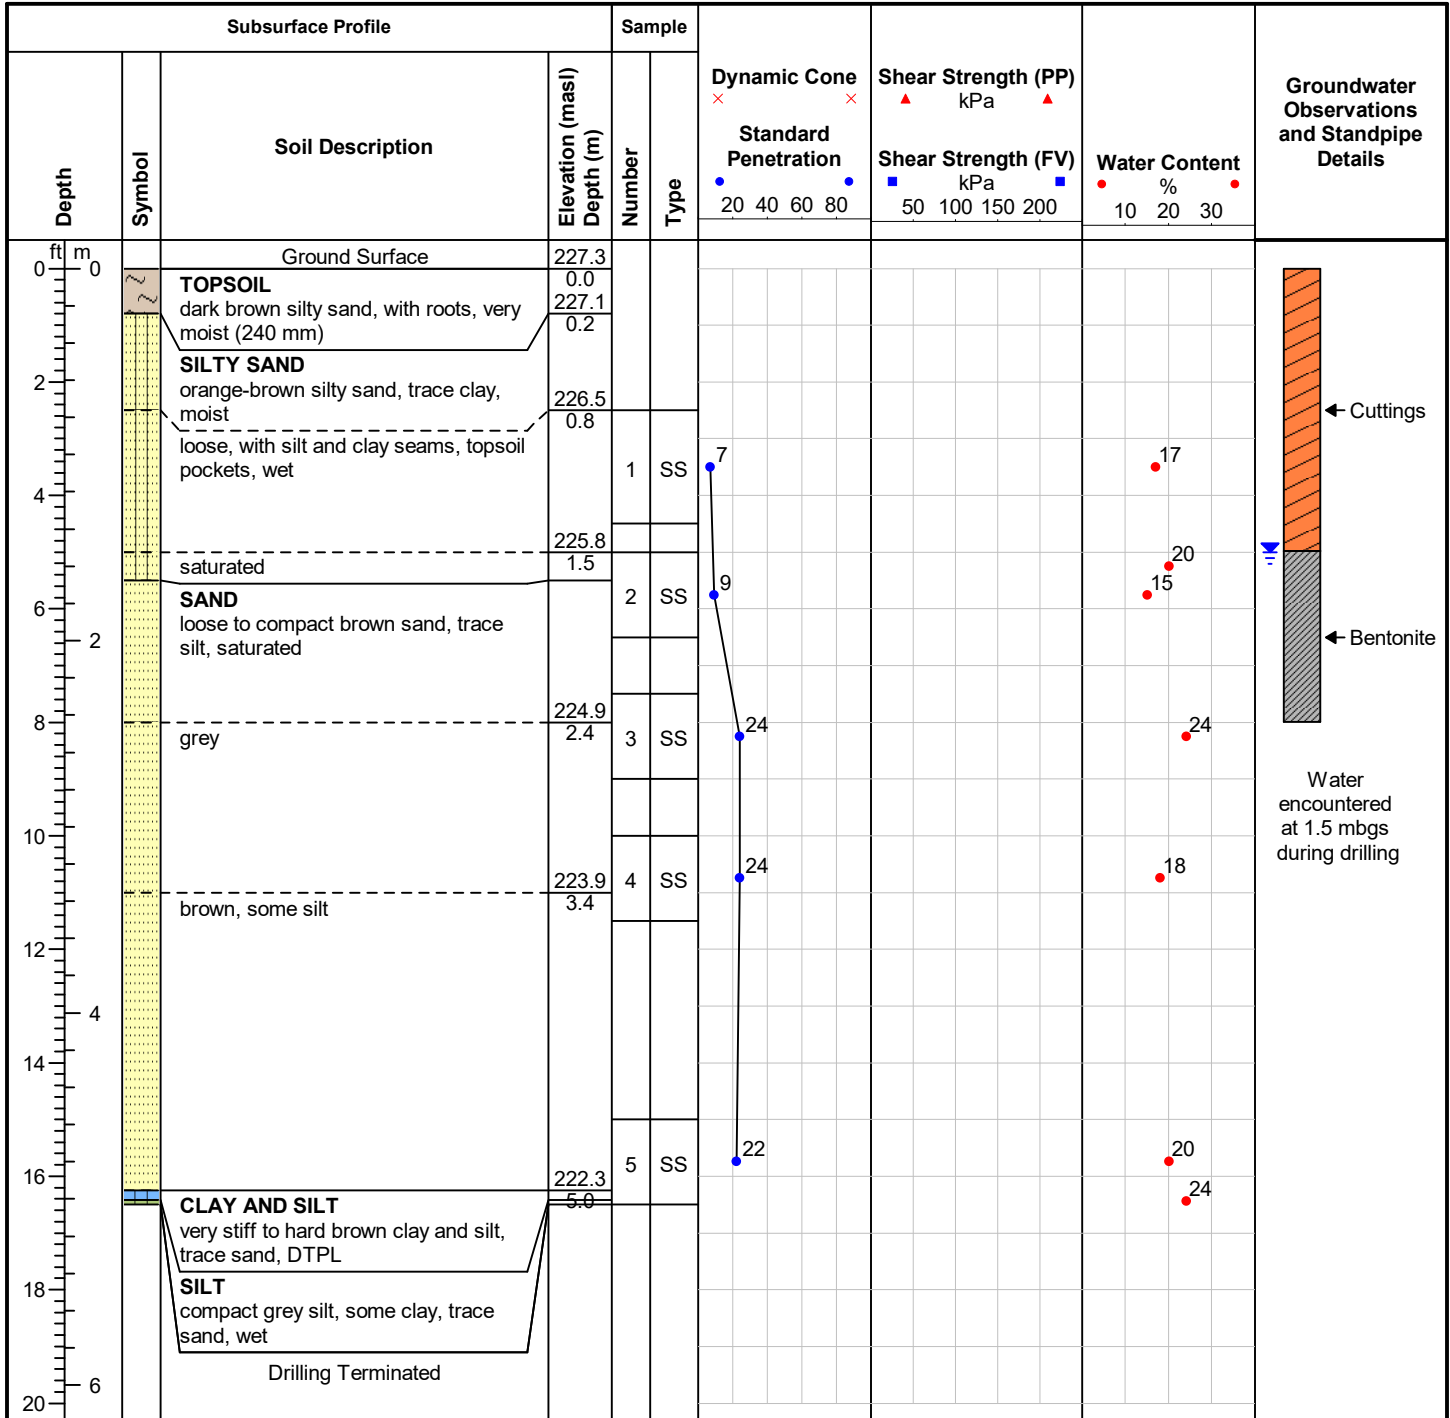 Subsurface Profile
Sample
Depth
Symbol
Soil Description
Elevation (masl)
Depth (m)
Number
Type
Dynamic Cone
Standard
Penetration
20 40 60 80
Shear Strength (PP)
kPa
Shear Strength (FV)
kPa
50 100 150 200
Water Content
%
10 20 30
Groundwater
Observations
and Standpipe
Details
ft m
Ground Surface
227.3
0 0
0.0
TOPSOIL
dark brown silty sand, with roots, very
moist (240 mm)
227.1
0.2
SILTY SAND
orange-brown silty sand, trace clay,
moist
2
226.5
0.8
Cuttings
loose, with silt and clay seams, topsoil
pockets, wet
1 SS
7
17
4
225.8
1.5
saturated
20
SAND
loose to compact brown sand, trace
silt, saturated
2 SS
9
15
6
2
Bentonite
8
224.9
2.4
grey
3 SS
24
24
Water
encountered
at 1.5 mbgs
during drilling
10
223.9
3.4
brown, some silt
4 SS
24
18
12
4
14
5 SS
22
20
16
222.3
5.0
24
CLAY AND SILT
very stiff to hard brown clay and silt,
trace sand, DTPL
SILT
compact grey silt, some clay, trace
sand, wet
18
Drilling Terminated
6
20